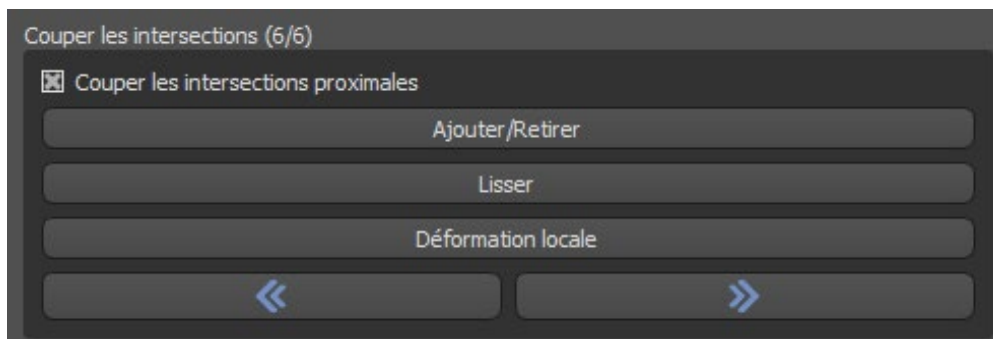 Couper les intersections (6/6)
Couper les intersections proximales
Ajouter/Retirer
Lisser
Déformation locale